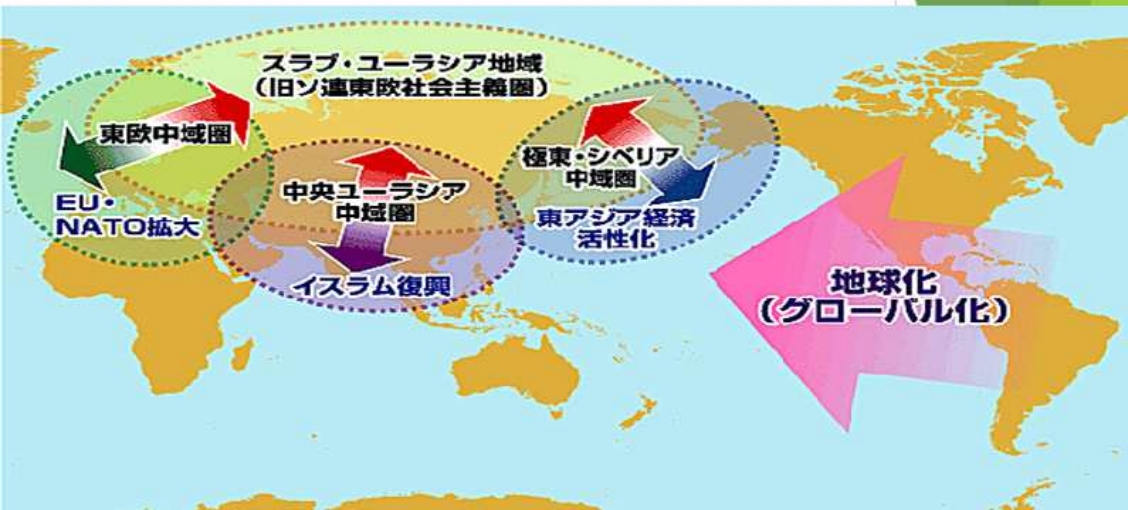 スラブ・ユーラシア地域
(旧ソ連東欧社会主義圏)
東欧中域圏
EU・
NATO拡大
中央ユーラシア
中域圏
イスラム復興
極東・シベリア
中域圏
東アジア経済
活性化
地球化
(グローバル化)